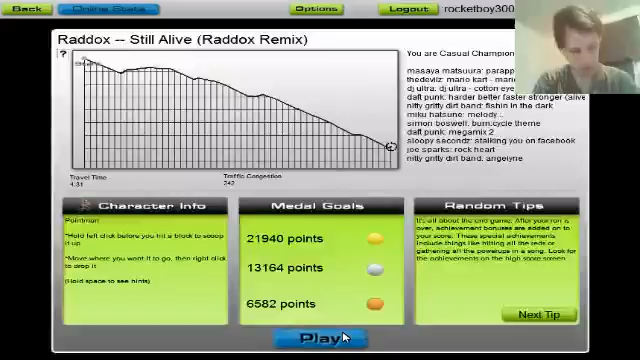 Back
Online Stats
Options
Logout
rocketboy300
Raddox -- Still Alive (Raddox Remix)
?
Start
You are Casual Champion
masaya matsuura: parapp
thedeviouz: mario kart - mario
dj ultra: dj ultra - cotton eye
daft punk: harder better faster stronger (alive
nitty gritty dirt band: fishin in the dark
miku hatsune: melody...
simon boswell: burn:cycle theme
daft punk: megamix 2
sloopy secondz: stalking you on facebook
joe sparks: rock heart
nitty gritty dirt band: angelyne
Travel Time
4:31
Traffic Congestion
242
Character Info
Pointman
*Hold left click before you hit a block to scoop
it up
*Move where you want it to go, then right click
to drop it
(Hold space to see hints)
Medal Goals
21940 points
13164 points
6582 points
Random Tips
It's all about the end game. After your run is
over, achievement bonuses are added on to
your score. These special achievements
include things like hitting all the reds or
gathering all the powerups in a song. Look for
the achievements on the high score screen
Next Tip
Play